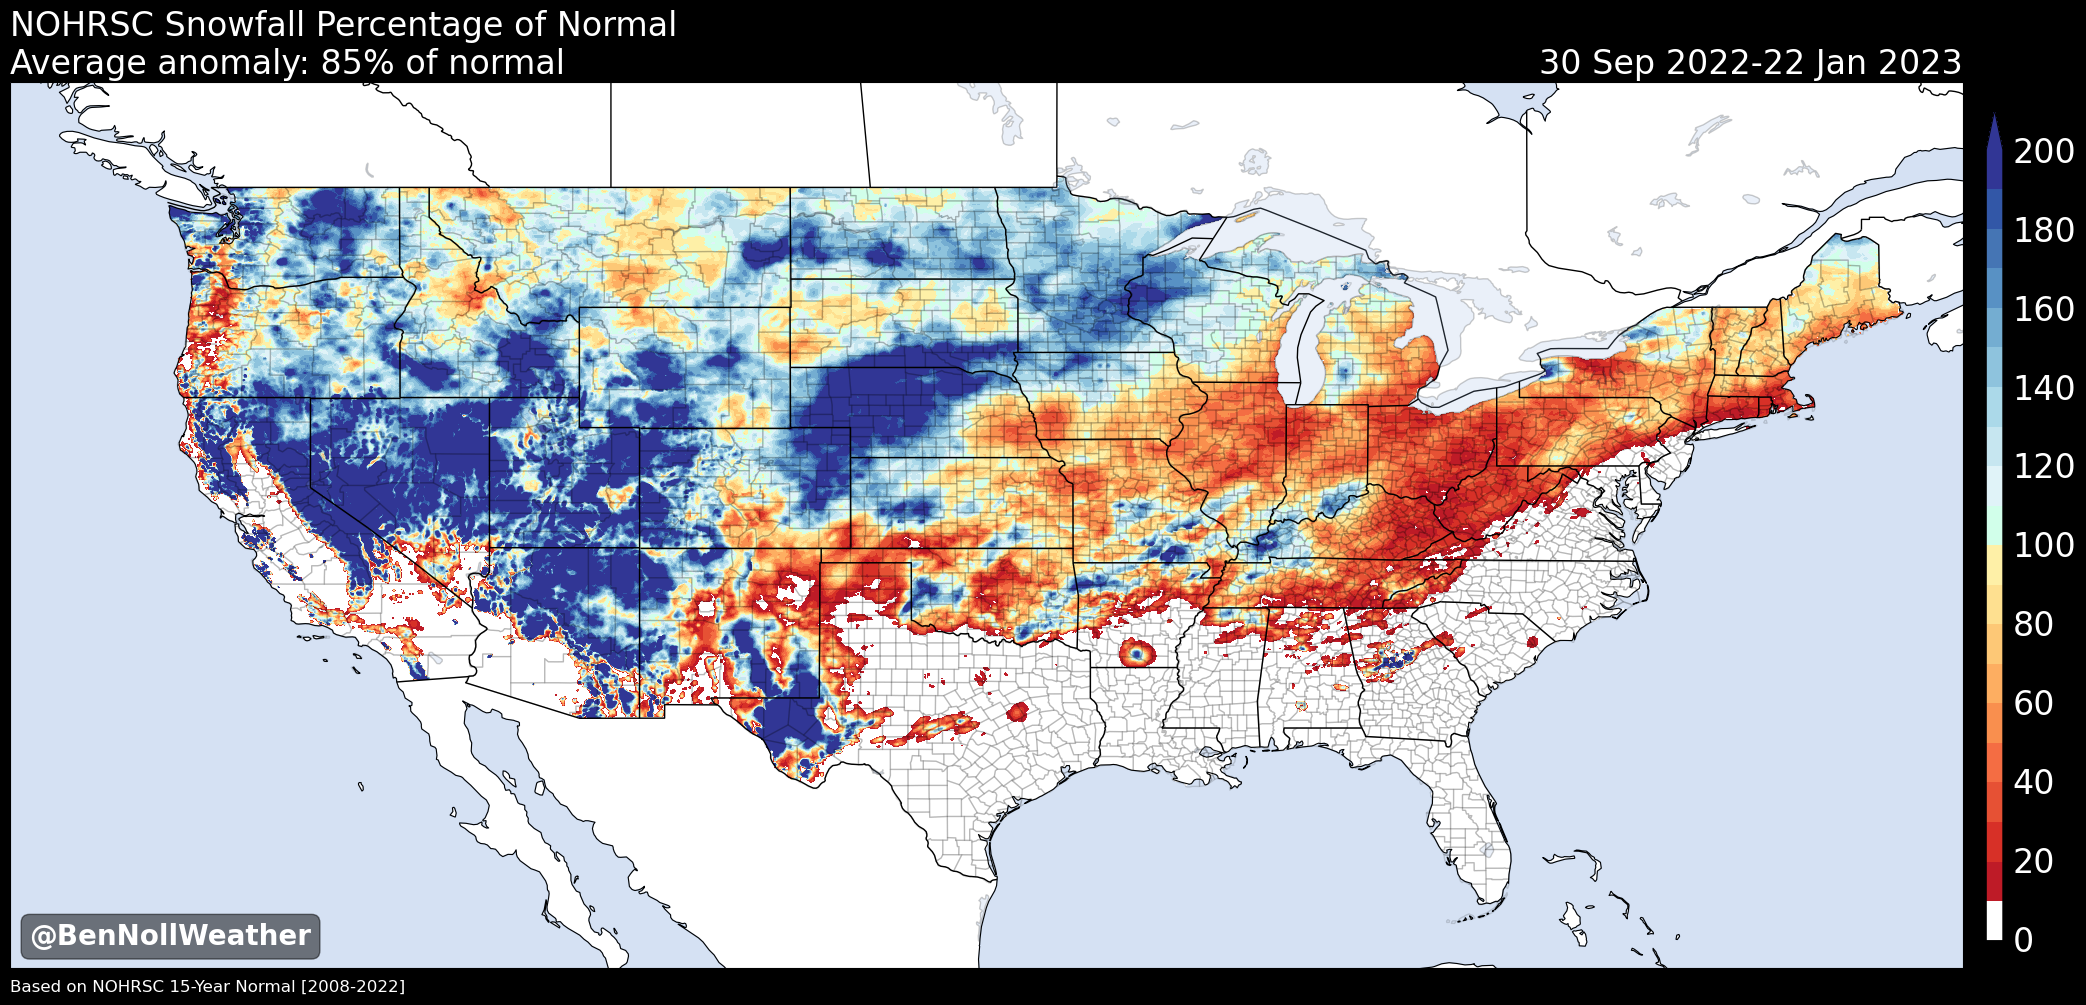 NOHRSC Snowfall Percentage of Normal
Average anomaly: 85% of normal
30 Sep 2022-22 Jan 2023
200
180
160
140
120
100
80
60
40
20
0
@BenNollWeather
Based on NOHRSC 15-Year Normal [2008-2022]